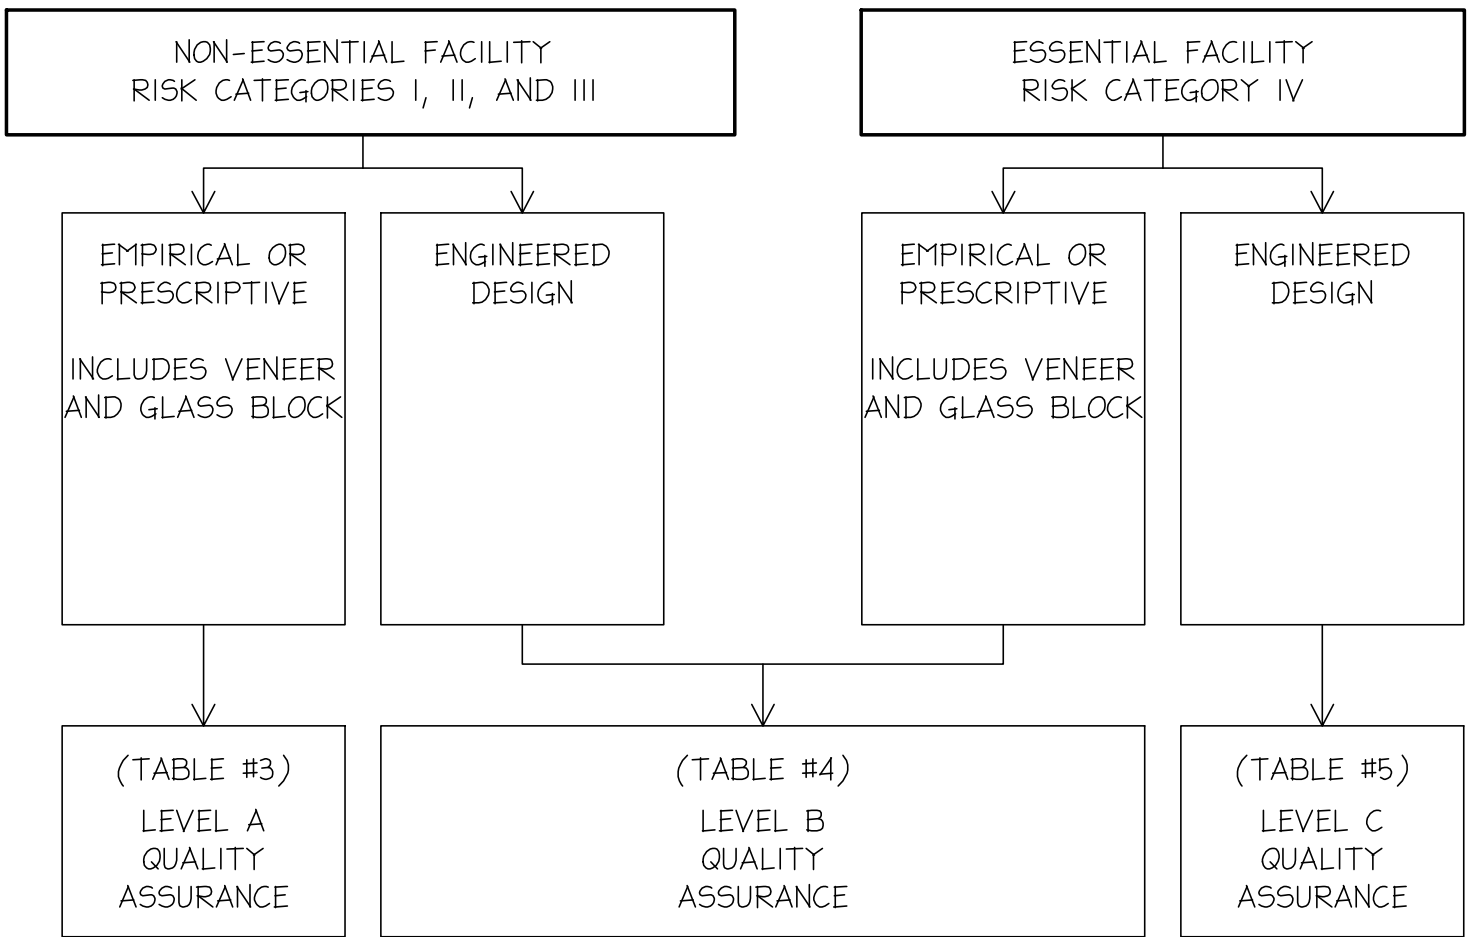 NON-ESSENTIAL FACILITY
RISK CATEGORIES I, II, AND III
ESSENTIAL FACILITY
RISK CATEGORY IV
EMPIRICAL OR
PRESCRIPTIVE
INCLUDES VENEER
AND GLASS BLOCK
ENGINEERED
DESIGN
EMPIRICAL OR
PRESCRIPTIVE
INCLUDES VENEER
AND GLASS BLOCK
ENGINEERED
DESIGN
(TABLE #3)
LEVEL A
QUALITY
ASSURANCE
(TABLE #4)
LEVEL B
QUALITY
ASSURANCE
(TABLE #5)
LEVEL C
QUALITY
ASSURANCE